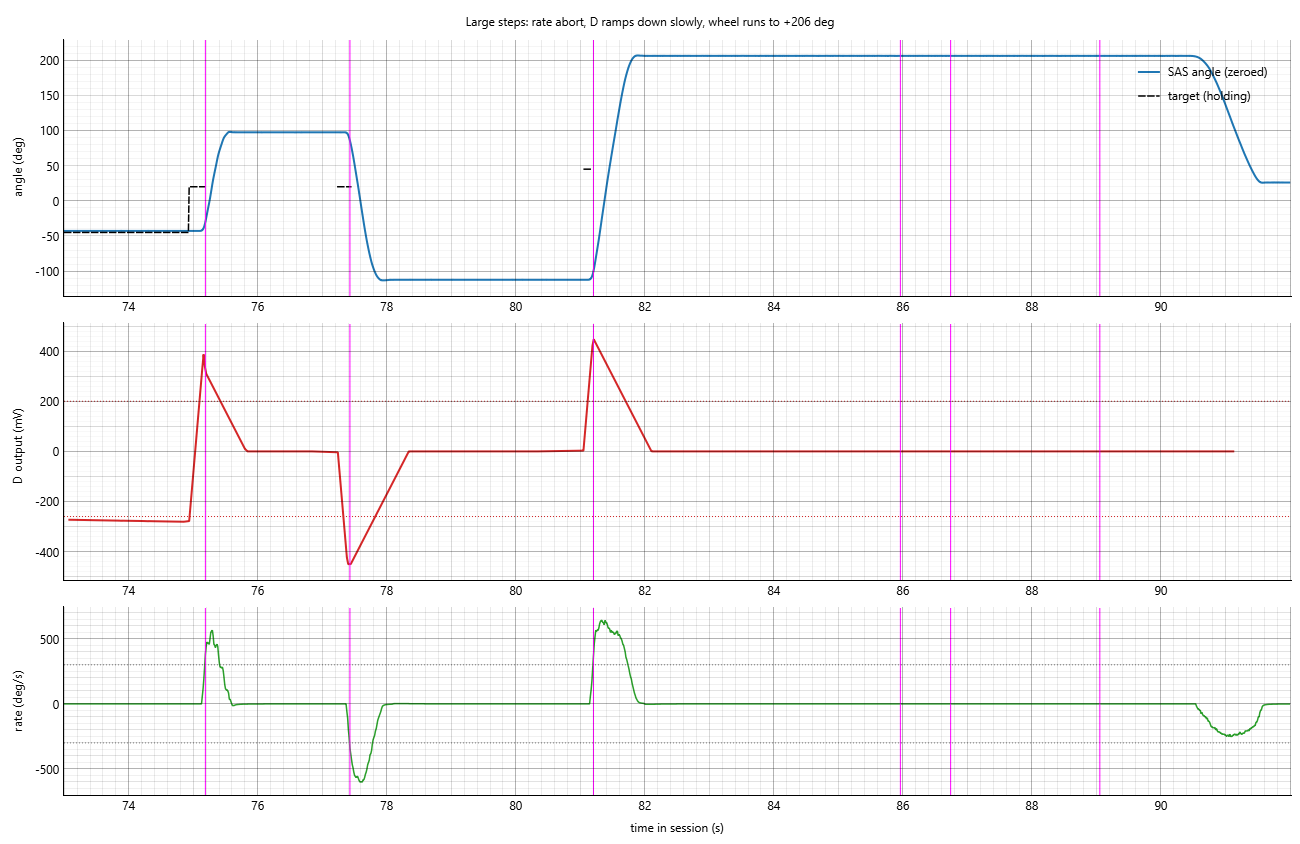 Large steps: rate abort, D ramps down slowly, wheel runs to +206 deg
angle (deg)
200
150
100
50
0
-50
-100
SAS angle (zeroed)
target (holding)
74 76 78 80 82 84 86 88 90
D output (mV)
400
200
0
-200
-400
74 76 78 80 82 84 86 88 90
rate (deg/s)
500
0
-500
74 76 78 80 82 84 86 88 90
time in session (s)